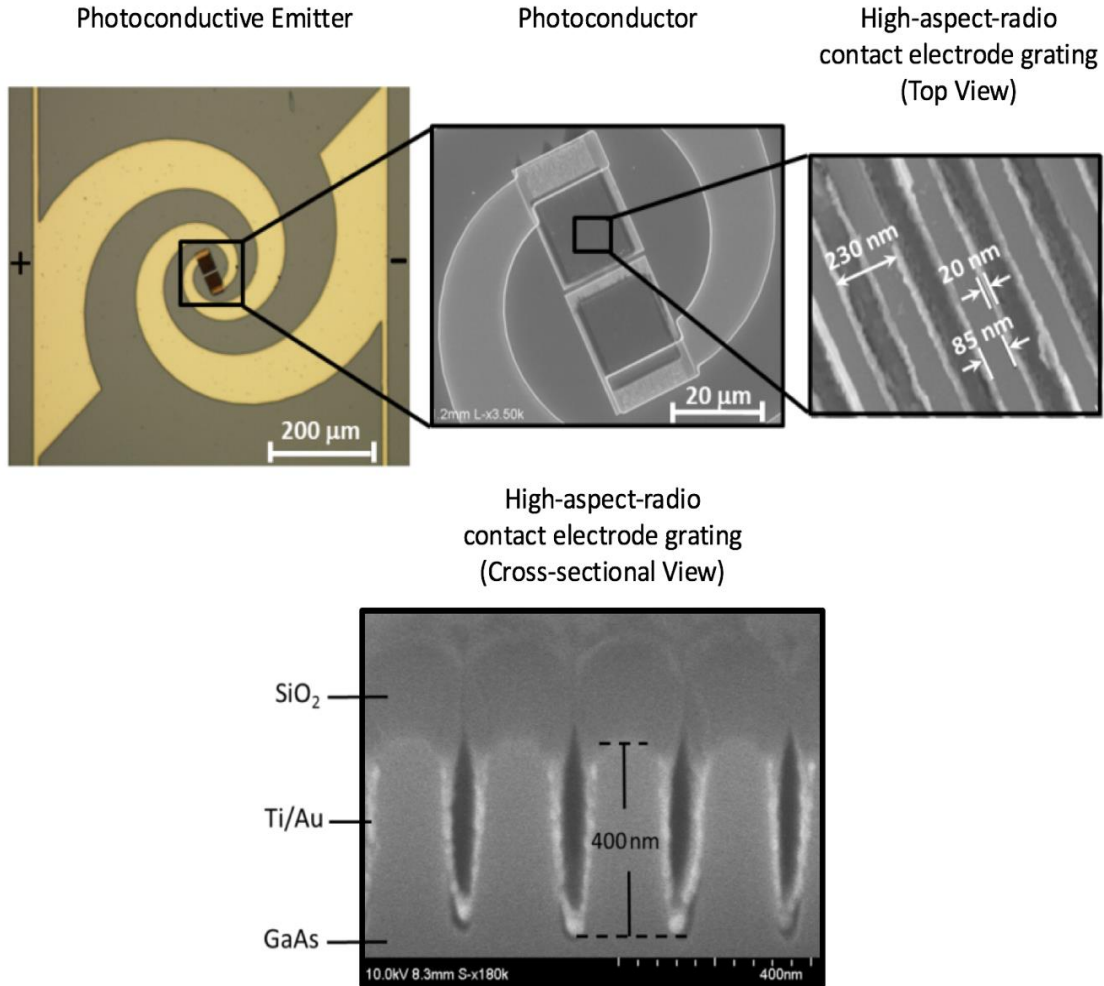 Photoconductive Emitter
Photoconductor
High-aspect-radio
contact electrode grating
(Top View)
+
-
200 µm
.2mm L-x3.50k
20 µm
230 nm
20 nm
85 nm
High-aspect-radio
contact electrode grating
(Cross-sectional View)
SiO₂
Ti/Au
400 nm
GaAs
10.0kV 8.3mm S-x180k
400nm